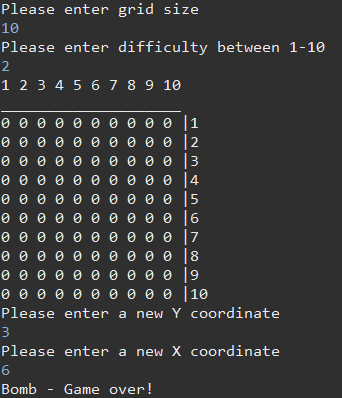 Please enter grid size
10
Please enter difficulty between 1-10
2
1 2 3 4 5 6 7 8 9 10
____________________
0 0 0 0 0 0 0 0 0 0 |1
0 0 0 0 0 0 0 0 0 0 |2
0 0 0 0 0 0 0 0 0 0 |3
0 0 0 0 0 0 0 0 0 0 |4
0 0 0 0 0 0 0 0 0 0 |5
0 0 0 0 0 0 0 0 0 0 |6
0 0 0 0 0 0 0 0 0 0 |7
0 0 0 0 0 0 0 0 0 0 |8
0 0 0 0 0 0 0 0 0 0 |9
0 0 0 0 0 0 0 0 0 0 |10
Please enter a new Y coordinate
3
Please enter a new X coordinate
6
Bomb - Game over!